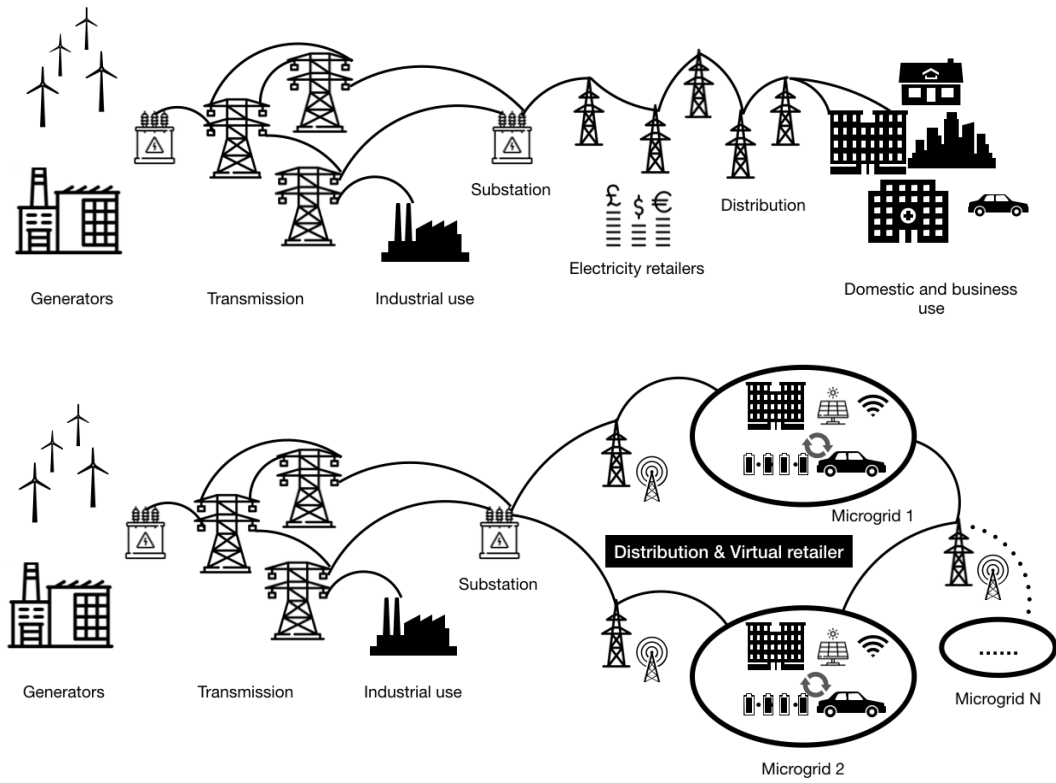 Substation
£ $ €
Distribution
Electricity retailers
Generators
Transmission
Industrial use
Domestic and business
use
Microgrid 1
Distribution & Virtual retailer
Substation
......
Generators
Transmission
Industrial use
Microgrid N
Microgrid 2